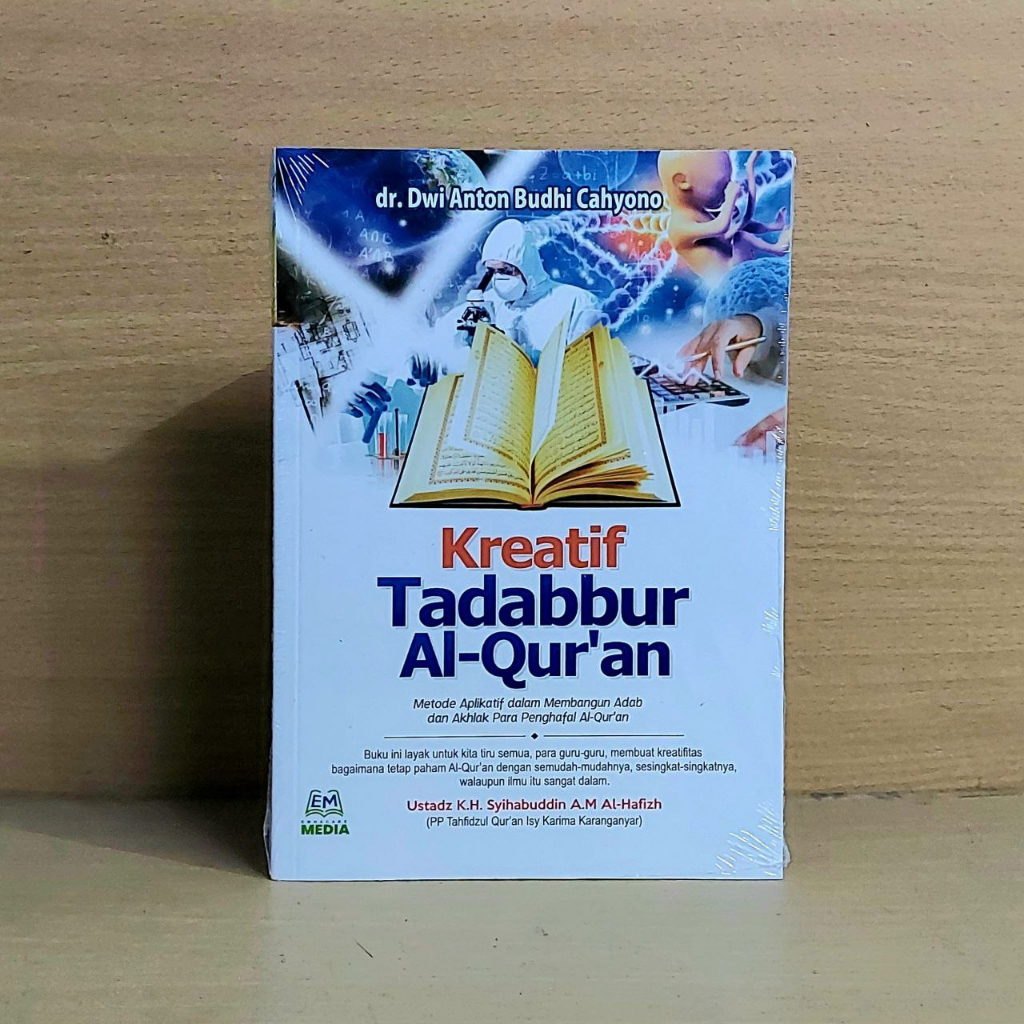 dr. Dwi Anton Budhi Cahyono
Kreatif
Tadabbur
Al-Qur'an
Metode Aplikatif dalam Membangun Adab
dan Akhlak Para Penghafal Al-Qur'an
Buku ini layak untuk kita tiru semua, para guru-guru, membuat kreatifitas
bagaimana tetap paham Al-Qur'an dengan semudah-mudahnya, sesingkat-singkatnya,
walaupun ilmu itu sangat dalam.
Ustadz K.H. Syihabuddin A.M Al-Hafizh
(PP Tahfidzul Qur'an Isy Karima Karanganyar)
EM
MEDIA